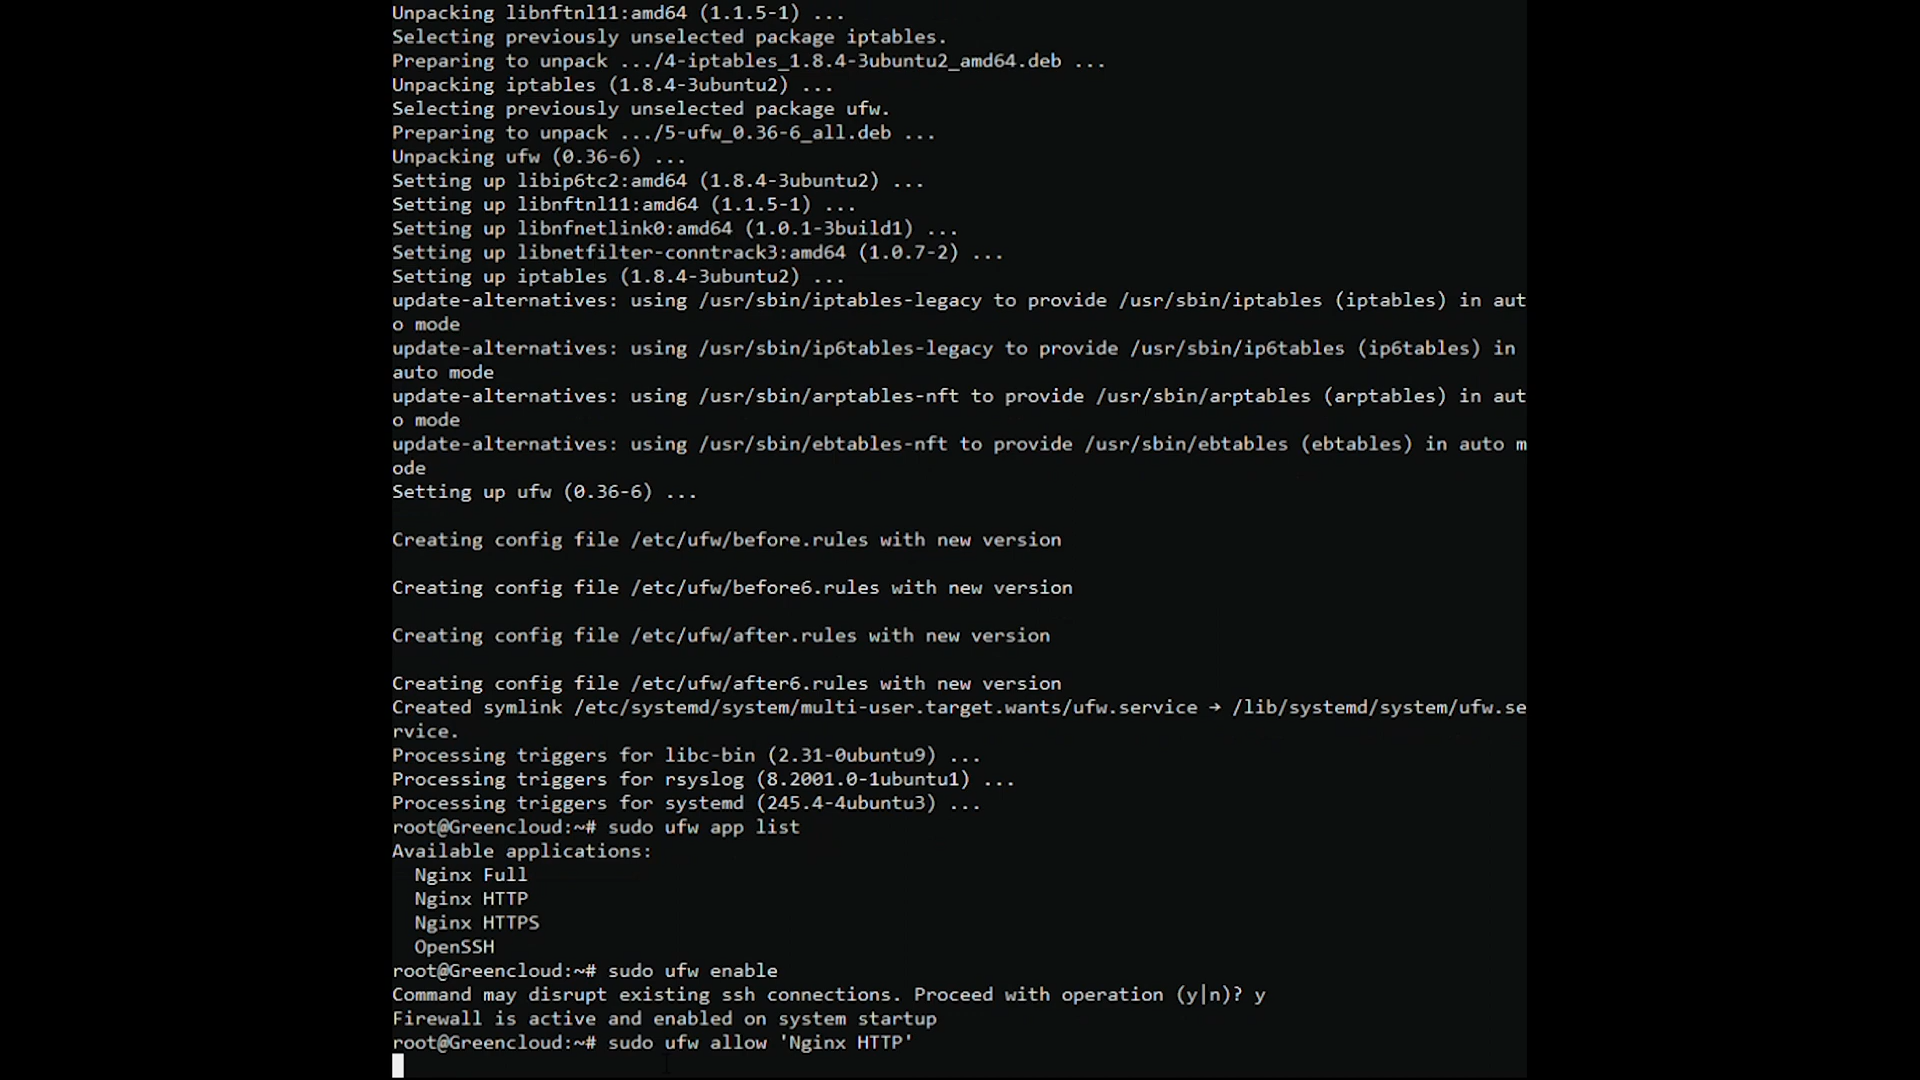 Unpacking libnftnl11:amd64 (1.1.5-1) ...
Selecting previously unselected package iptables.
Preparing to unpack .../4-iptables_1.8.4-3ubuntu2_amd64.deb ...
Unpacking iptables (1.8.4-3ubuntu2) ...
Selecting previously unselected package ufw.
Preparing to unpack .../5-ufw_0.36-6_all.deb ...
Unpacking ufw (0.36-6) ...
Setting up libip6tc2:amd64 (1.8.4-3ubuntu2) ...
Setting up libnftnl11:amd64 (1.1.5-1) ...
Setting up libnfnetlink0:amd64 (1.0.1-3build1) ...
Setting up libnetfilter-conntrack3:amd64 (1.0.7-2) ...
Setting up iptables (1.8.4-3ubuntu2) ...
update-alternatives: using /usr/sbin/iptables-legacy to provide /usr/sbin/iptables (iptables) in aut
o mode
update-alternatives: using /usr/sbin/ip6tables-legacy to provide /usr/sbin/ip6tables (ip6tables) in
auto mode
update-alternatives: using /usr/sbin/arptables-nft to provide /usr/sbin/arptables (arptables) in aut
o mode
update-alternatives: using /usr/sbin/ebtables-nft to provide /usr/sbin/ebtables (ebtables) in auto m
ode
Setting up ufw (0.36-6) ...
Creating config file /etc/ufw/before.rules with new version
Creating config file /etc/ufw/before6.rules with new version
Creating config file /etc/ufw/after.rules with new version
Creating config file /etc/ufw/after6.rules with new version
Created symlink /etc/systemd/system/multi-user.target.wants/ufw.service → /lib/systemd/system/ufw.se
rvice.
Processing triggers for libc-bin (2.31-0ubuntu9) ...
Processing triggers for rsyslog (8.2001.0-1ubuntu1) ...
Processing triggers for systemd (245.4-4ubuntu3) ...
root@Greencloud:~# sudo ufw app list
Available applications:
  Nginx Full
  Nginx HTTP
  Nginx HTTPS
  OpenSSH
root@Greencloud:~# sudo ufw enable
Command may disrupt existing ssh connections. Proceed with operation (y|n)? y
Firewall is active and enabled on system startup
root@Greencloud:~# sudo ufw allow 'Nginx HTTP'